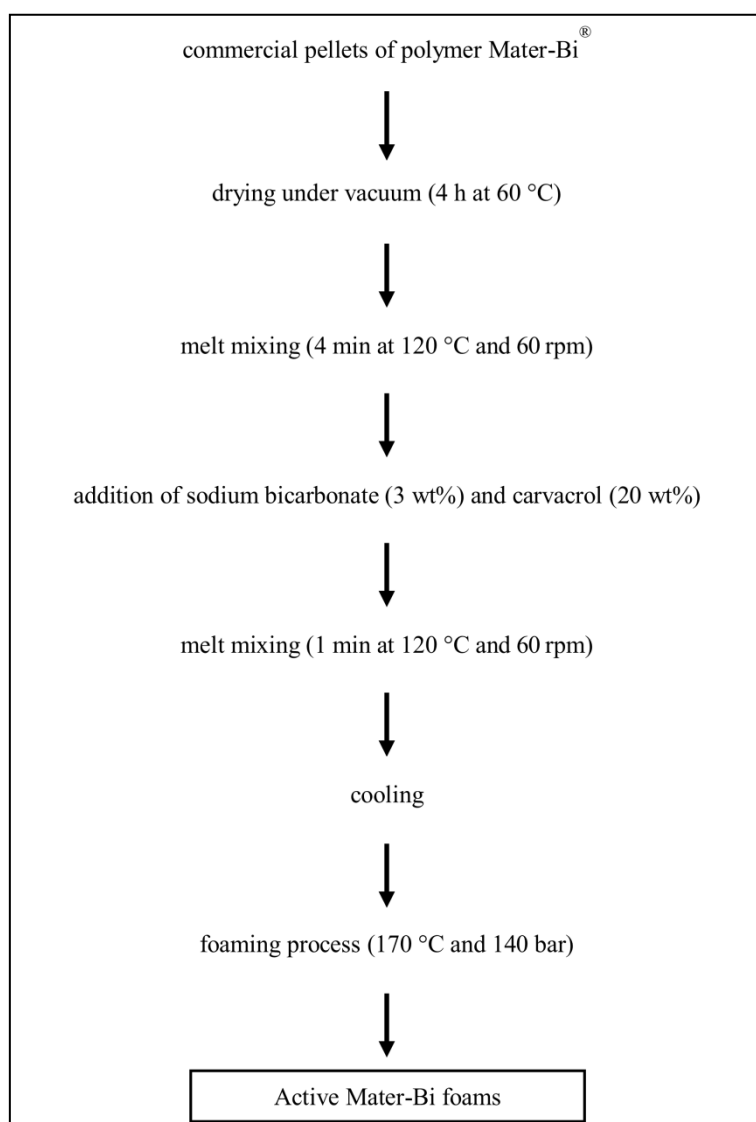 commercial pellets of polymer Mater-Bi®
drying under vacuum (4 h at 60 °C)
melt mixing (4 min at 120 °C and 60 rpm)
addition of sodium bicarbonate (3 wt%) and carvacrol (20 wt%)
melt mixing (1 min at 120 °C and 60 rpm)
cooling
foaming process (170 °C and 140 bar)
Active Mater-Bi foams